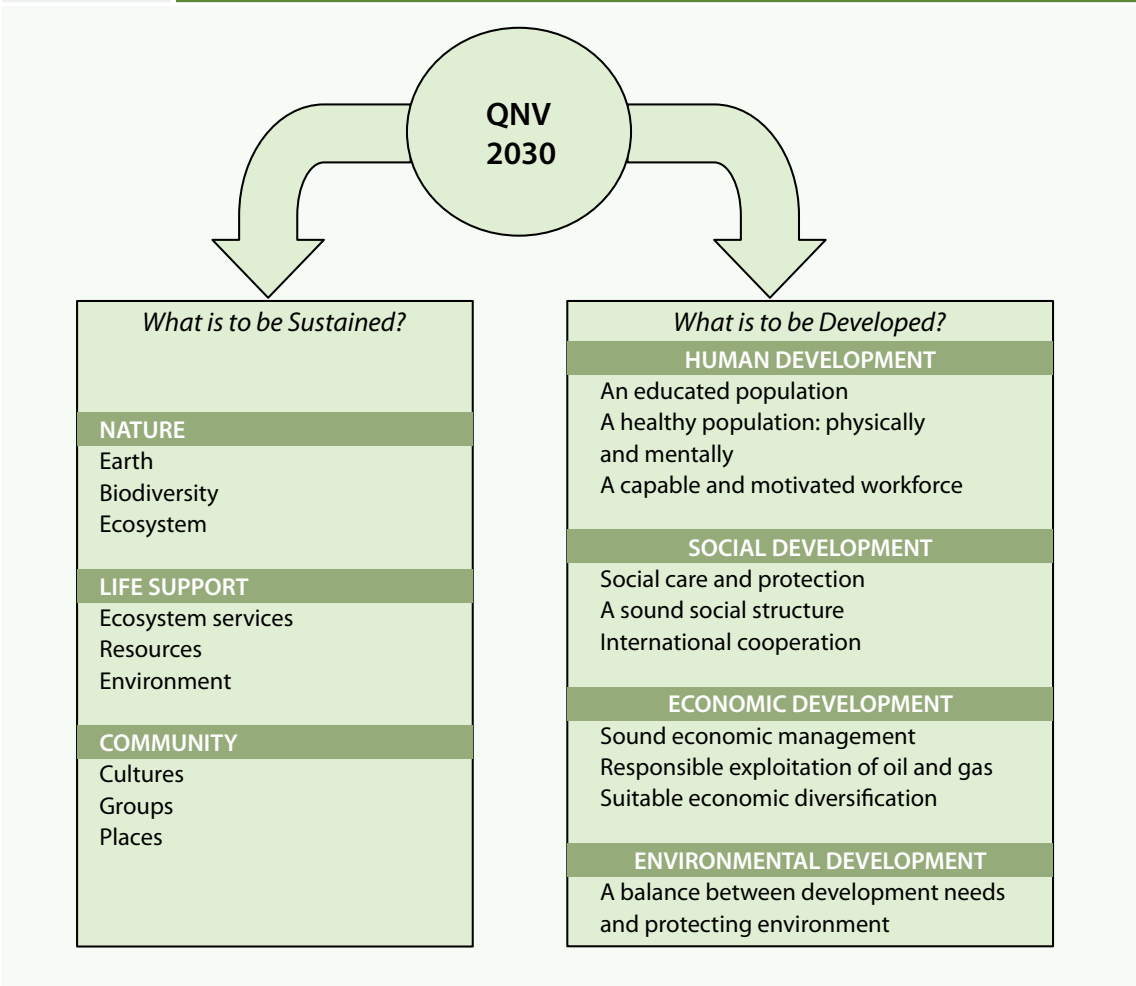 QNV
2030
What is to be Sustained?
NATURE
Earth
Biodiversity
Ecosystem
LIFE SUPPORT
Ecosystem services
Resources
Environment
COMMUNITY
Cultures
Groups
Places
What is to be Developed?
HUMAN DEVELOPMENT
An educated population
A healthy population: physically
and mentally
A capable and motivated workforce
SOCIAL DEVELOPMENT
Social care and protection
A sound social structure
International cooperation
ECONOMIC DEVELOPMENT
Sound economic management
Responsible exploitation of oil and gas
Suitable economic diversification
ENVIRONMENTAL DEVELOPMENT
A balance between development needs
and protecting environment